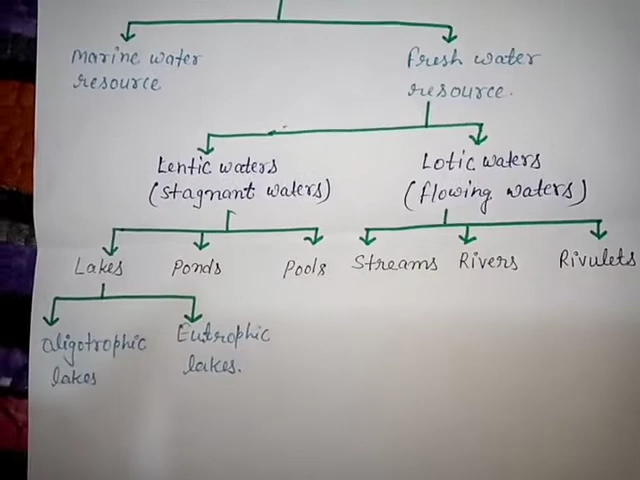 Marine water
resource
Fresh water
resource.
Lentic waters
(Stagnant waters)
Lotic waters
(flowing waters)
Lakes
Ponds
Pools
Streams
Rivers
Rivulets
aligotrophic
lakes
Eutrophic
lakes.